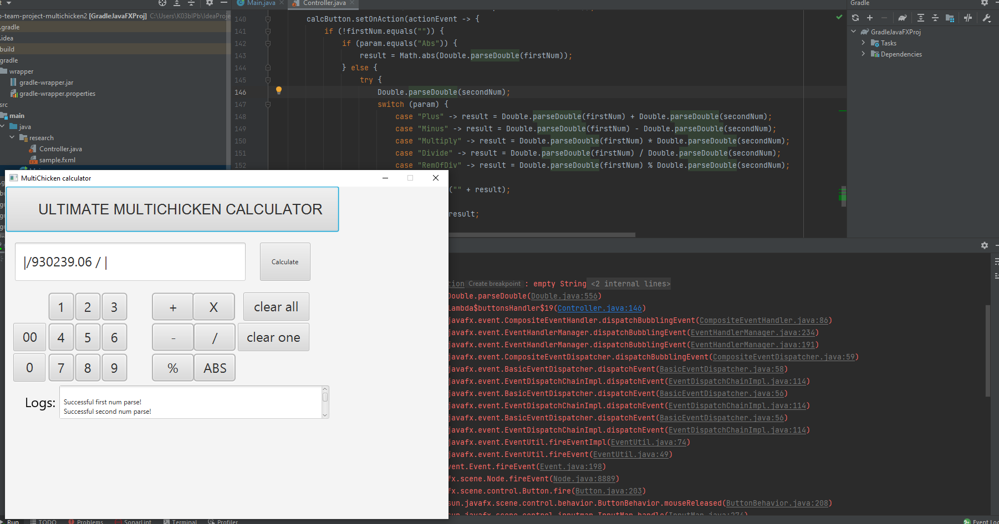 Main.java
Controller.java
Gradle
p-team-project-multichicken2 [GradleJavaFXProj] C:\Users\K03blPb\IdeaProje
.gradle
.idea
build
gradle
wrapper
gradle-wrapper.jar
gradle-wrapper.properties
src
main
java
research
Controller.java
sample.fxml
140 calcButton.setOnAction(actionEvent -> {
141 if (!firstNum.equals("")) {
142 if (param.equals("Abs")) {
143 result = Math.abs(Double.parseDouble(firstNum));
144 } else {
145 try {
146 Double.parseDouble(secondNum);
147 switch (param) {
148 case "Plus" -> result = Double.parseDouble(firstNum) + Double.parseDouble(secondNum);
149 case "Minus" -> result = Double.parseDouble(firstNum) - Double.parseDouble(secondNum);
150 case "Multiply" -> result = Double.parseDouble(firstNum) * Double.parseDouble(secondNum);
151 case "Divide" -> result = Double.parseDouble(firstNum) / Double.parseDouble(secondNum);
152 case "RemOfDiv" -> result = Double.parseDouble(firstNum) % Double.parseDouble(secondNum);
("" + result);
result;
GradleJavaFXProj
Tasks
Dependencies
MultiChicken calculator
ULTIMATE MULTICHICKEN CALCULATOR
|/930239.06 / |
Calculate
1 2 3 + X clear all
00 4 5 6 - / clear one
0 7 8 9 % ABS
Logs:
Successful first num parse!
Successful second num parse!
tion Create breakpoint : empty String <2 internal lines>
Double.parseDouble(Double.java:556)
lambda$buttonsHandler$19(Controller.java:146)
javafx.event.CompositeEventHandler.dispatchBubblingEvent(CompositeEventHandler.java:86)
javafx.event.EventHandlerManager.dispatchBubblingEvent(EventHandlerManager.java:234)
javafx.event.EventHandlerManager.dispatchBubblingEvent(EventHandlerManager.java:191)
javafx.event.CompositeEventDispatcher.dispatchBubblingEvent(CompositeEventDispatcher.java:59)
javafx.event.BasicEventDispatcher.dispatchEvent(BasicEventDispatcher.java:58)
javafx.event.EventDispatchChainImpl.dispatchEvent(EventDispatchChainImpl.java:114)
javafx.event.BasicEventDispatcher.dispatchEvent(BasicEventDispatcher.java:56)
javafx.event.EventDispatchChainImpl.dispatchEvent(EventDispatchChainImpl.java:114)
javafx.event.BasicEventDispatcher.dispatchEvent(BasicEventDispatcher.java:56)
javafx.event.EventDispatchChainImpl.dispatchEvent(EventDispatchChainImpl.java:114)
javafx.event.EventUtil.fireEventImpl(EventUtil.java:74)
javafx.event.EventUtil.fireEvent(EventUtil.java:49)
vent.Event.fireEvent(Event.java:198)
fx.scene.Node.fireEvent(Node.java:8889)
fx.scene.control.Button.fire(Button.java:203)
sun.javafx.scene.control.behavior.ButtonBehavior.mouseReleased(ButtonBehavior.java:208)
sun.javafx.scene.control.inputmap.InputMap.handle(InputMap.java:274)
Run TODO Problems SonarLint Terminal Profiler
Event Lo